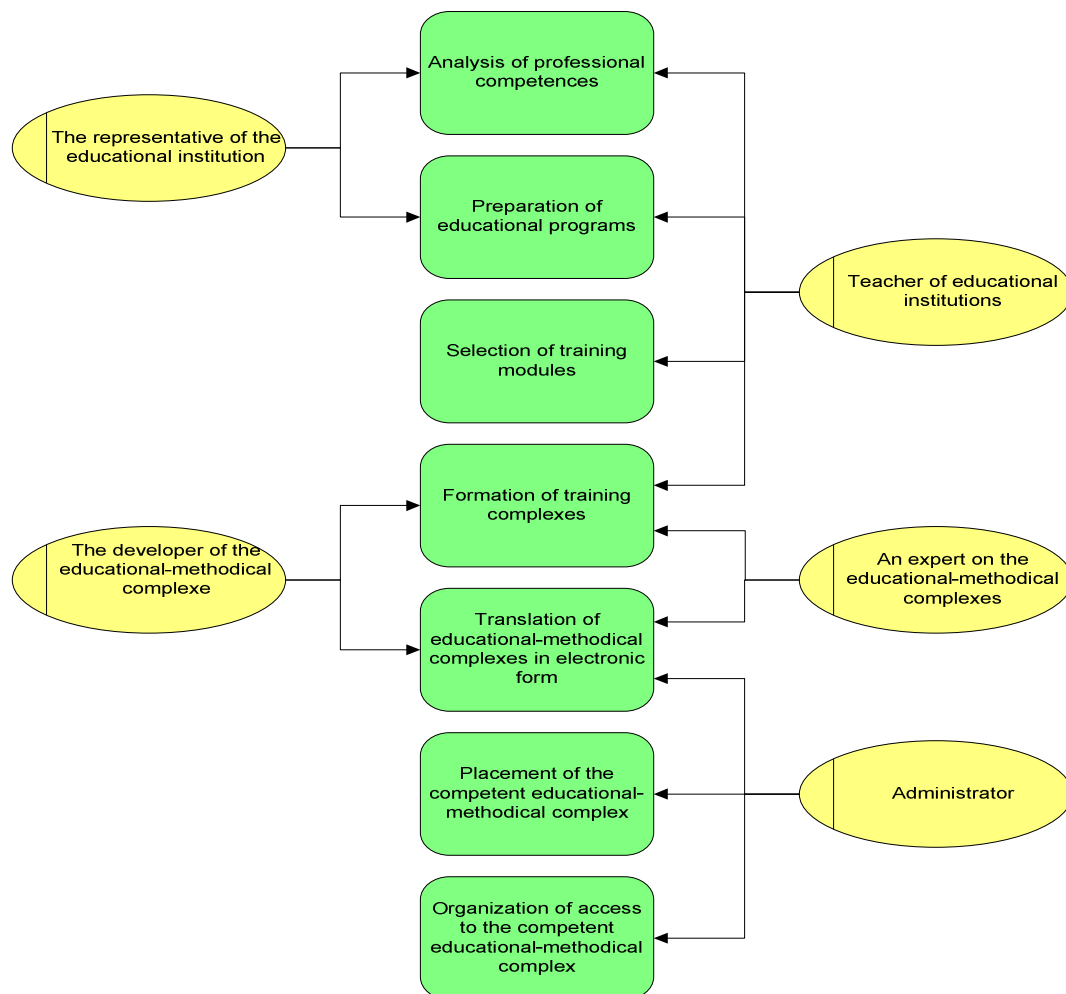 Analysis of professional
competences
The representative of the
educational institution
Preparation of
educational programs
Teacher of educational
institutions
Selection of training
modules
Formation of training
complexes
The developer of the
educational-methodical
complexe
An expert on the
educational-methodical
complexes
Translation of
educational-methodical
complexes in electronic
form
Placement of the
competent educational-
methodical complex
Administrator
Organization of access
to the competent
educational-methodical
complex